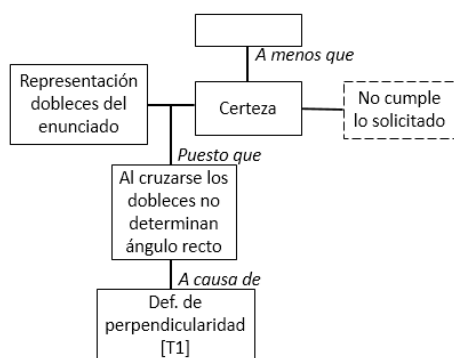 A menos que
Representación
dobleces del
enunciado
Certeza
No cumple
lo solicitado
Puesto que
Al cruzarse los
dobleces no
determinan
ángulo recto
A causa de
Def. de
perpendicularidad
[T1]